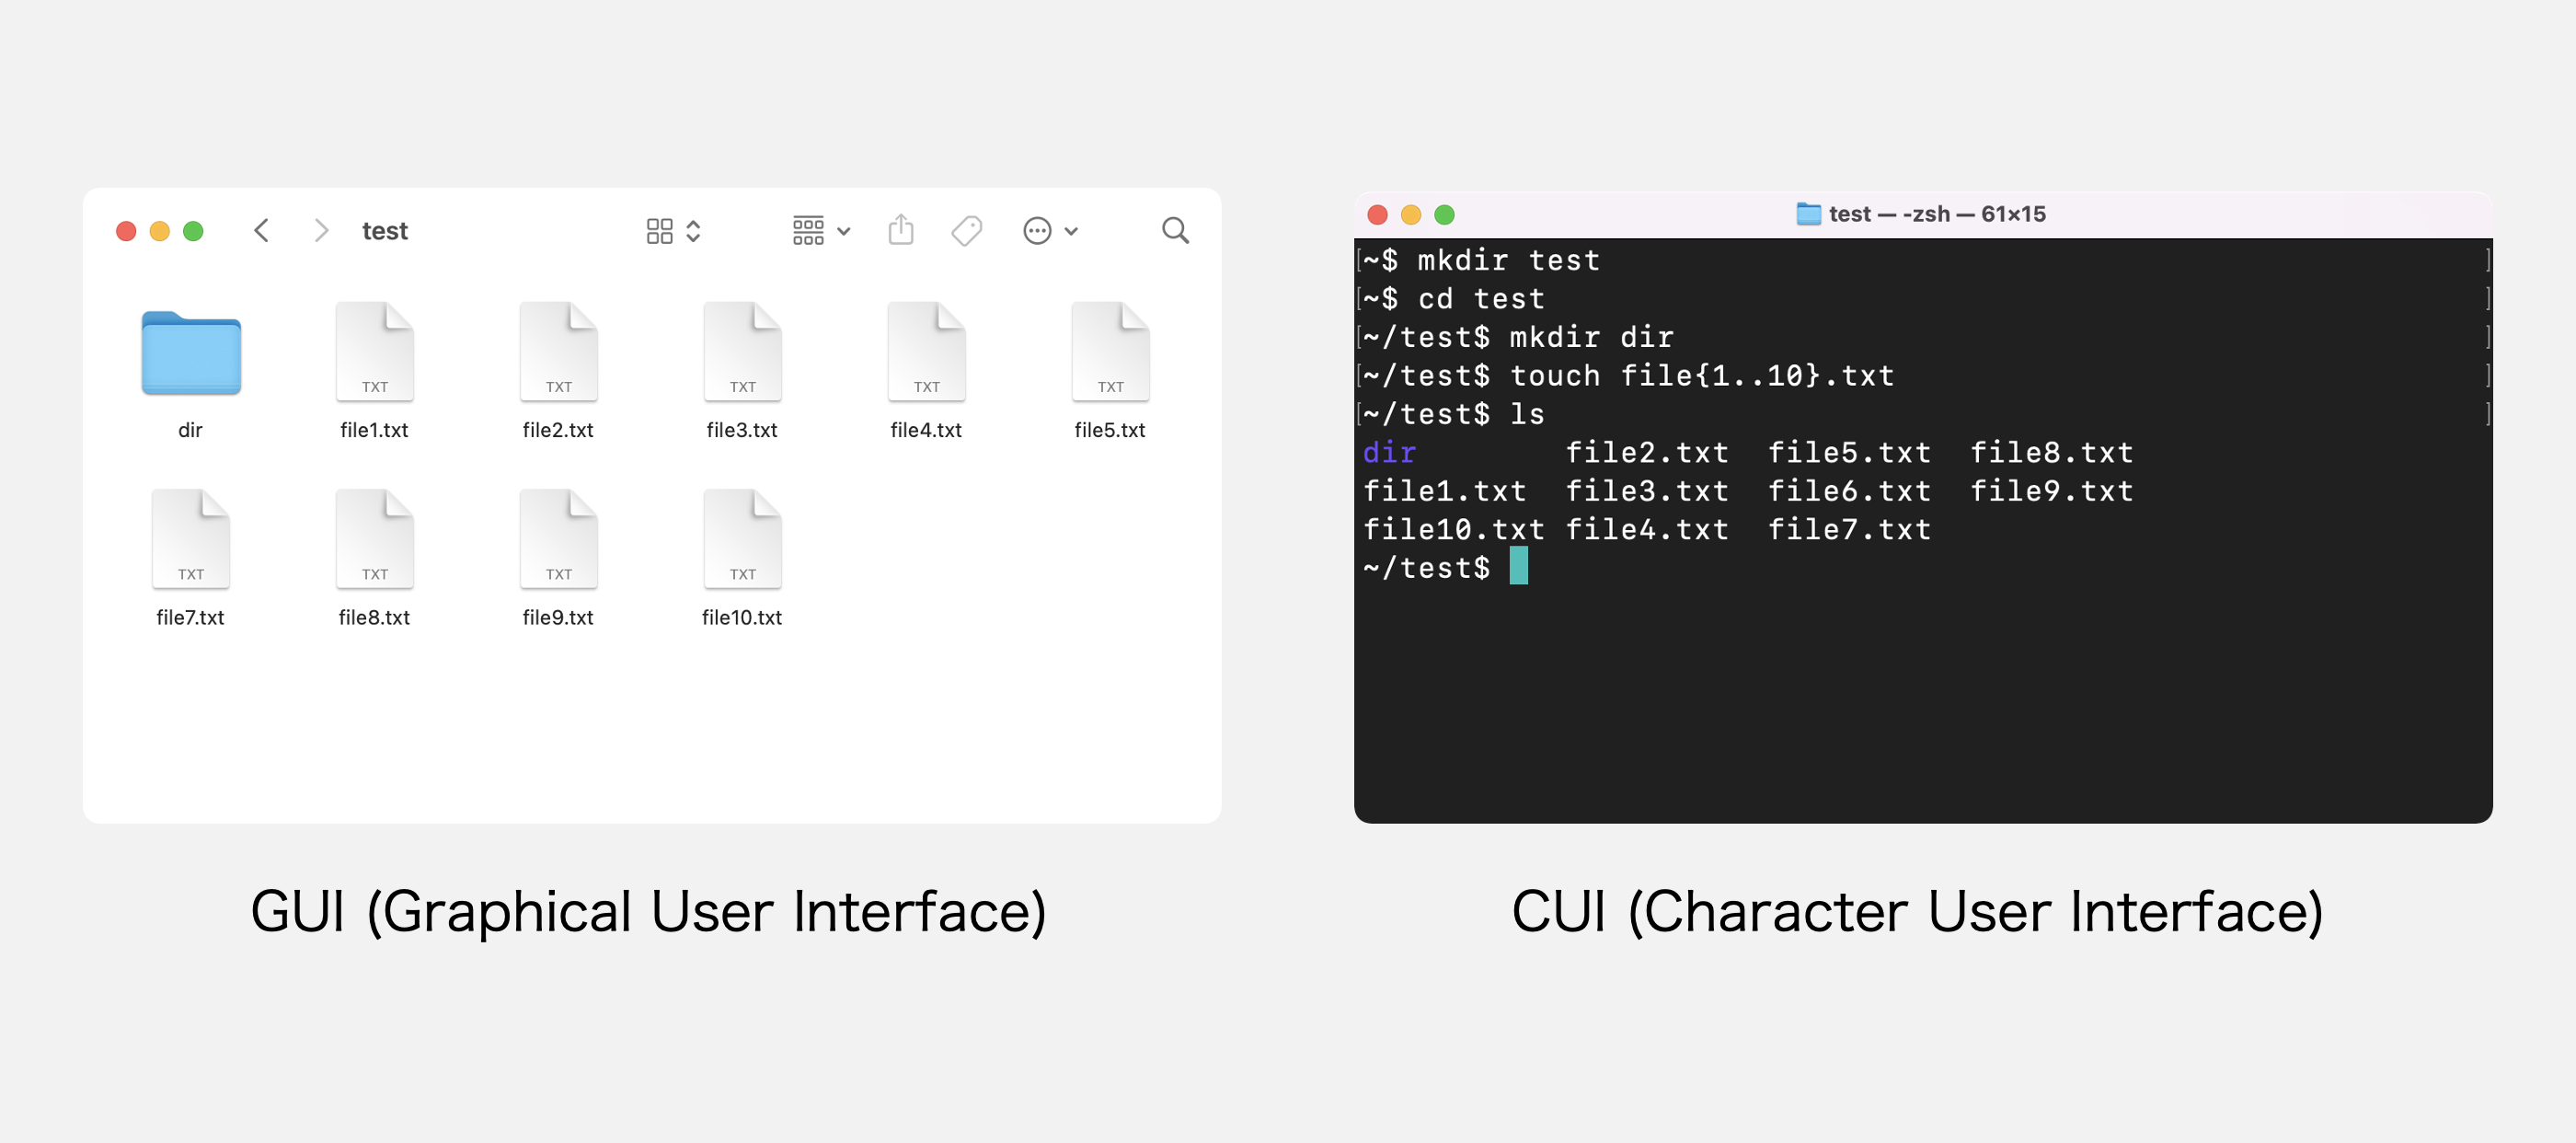 test
TXT TXT TXT TXT TXT
dir file1.txt file2.txt file3.txt file4.txt file5.txt
TXT TXT TXT TXT
file7.txt file8.txt file9.txt file10.txt
GUI (Graphical User Interface)
test — -zsh — 61×15
[~$ mkdir test ]
[~$ cd test ]
[~/test$ mkdir dir ]
[~/test$ touch file{1..10}.txt ]
[~/test$ ls ]
dir file2.txt file5.txt file8.txt
file1.txt file3.txt file6.txt file9.txt
file10.txt file4.txt file7.txt
~/test$
CUI (Character User Interface)